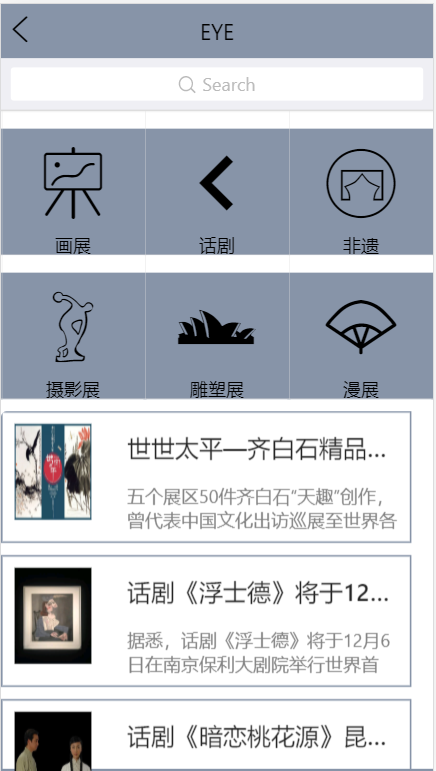 EYE
Search
画展
话剧
非遗
摄影展
雕塑展
漫展
世世太平—齐白石精品...
五个展区50件齐白石“天趣”创作，
曾代表中国文化出访巡展至世界各
话剧《浮士德》将于12...
据悉，话剧《浮士德》将于12月6
日在南京保利大剧院举行世界首
话剧《暗恋桃花源》昆...